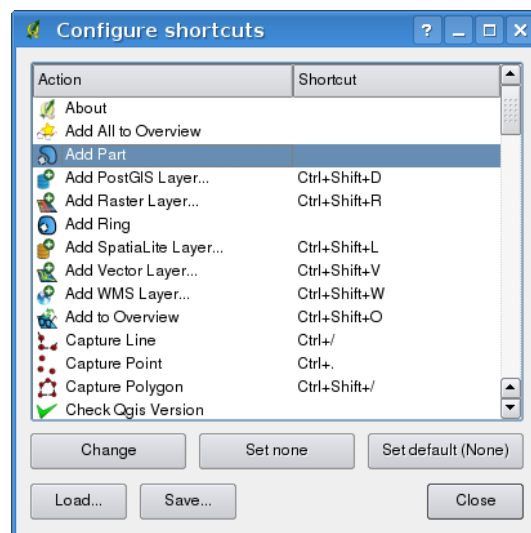 Configure shortcuts
Action Shortcut
About
Add All to Overview
Add Part
Add PostGIS Layer... Ctrl+Shift+D
Add Raster Layer... Ctrl+Shift+R
Add Ring
Add SpatiaLite Layer... Ctrl+Shift+L
Add Vector Layer... Ctrl+Shift+V
Add WMS Layer... Ctrl+Shift+W
Add to Overview Ctrl+Shift+O
Capture Line Ctrl+/
Capture Point Ctrl+.
Capture Polygon Ctrl+Shift+/
Check Qgis Version
Change Set none Set default (None)
Load... Save... Close